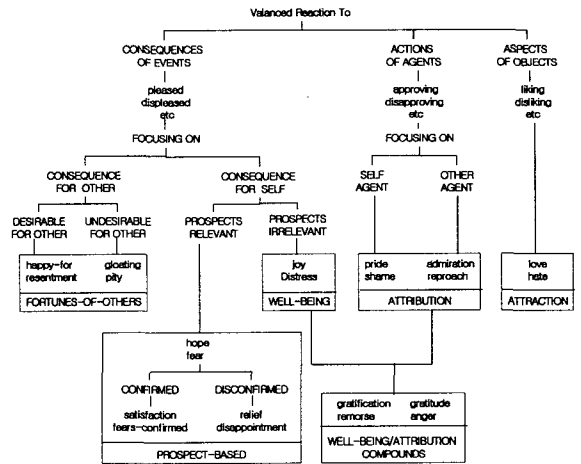 Valanced Reaction To
CONSEQUENCES
OF EVENTS
ACTIONS
OF AGENTS
ASPECTS
OF OBJECTS
pleased
displeased
etc
approving
disapproving
etc
liking
disliking
etc
FOCUSING ON
FOCUSING ON
CONSEQUENCE
FOR OTHER
CONSEQUENCE
FOR SELF
SELF
AGENT
OTHER
AGENT
DESIRABLE
FOR OTHER
UNDESIRABLE
FOR OTHER
PROSPECTS
RELEVANT
PROSPECTS
IRRELEVANT
happy-for
resentment
gloating
pity
FORTUNES-OF-OTHERS
joy
Distress
WELL-BEING
pride
shame
admiration
reproach
ATTRIBUTION
love
hate
ATTRACTION
hope
fear
CONFIRMED
DISCONFIRMED
satisfaction
fears-confirmed
relief
disappointment
PROSPECT-BASED
gratification
remorse
gratitude
anger
WELL-BEING/ATTRIBUTION
COMPOUNDS